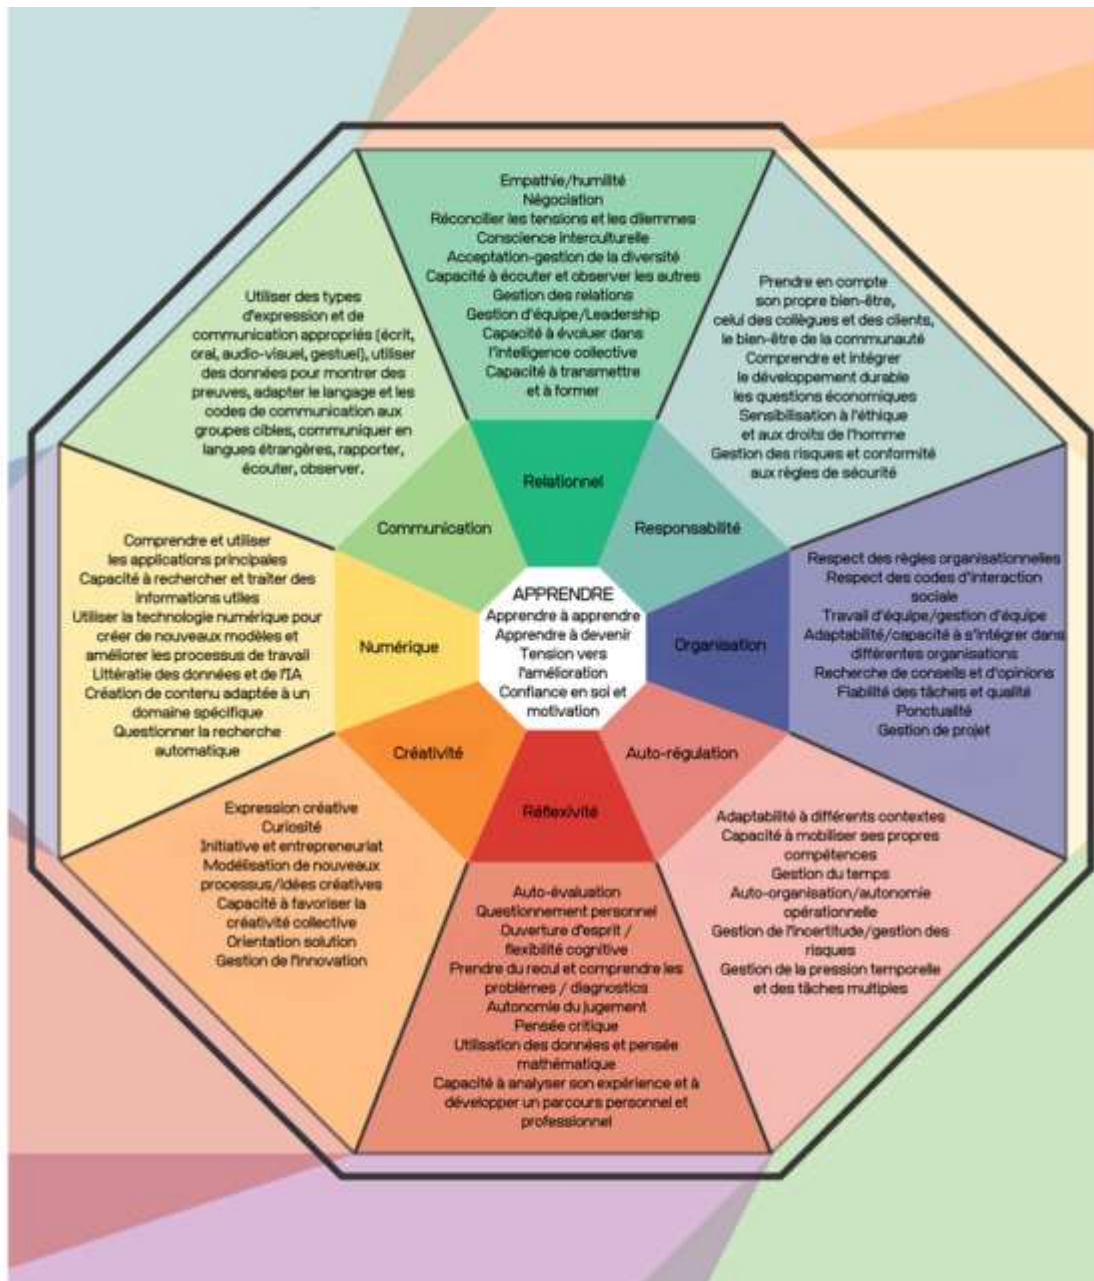 Empathie/humilité
Négociation
Réconcilier les tensions et les dilemmes
Conscience interculturelle
Acceptation-gestion de la diversité
Capacité à écouter et observer les autres
Gestion des relations
Gestion d'équipe/Leadership
Capacité à évoluer dans
l'intelligence collective
Capacité à transmettre
et à former
Relationnel
Prendre en compte
son propre bien-être,
celui des collègues et des clients,
le bien-être de la communauté
Comprendre et intégrer
le développement durable
les questions économiques
Sensibilisation à l'éthique
et aux droits de l'homme
Gestion des risques et conformité
aux règles de sécurité
Responsabilité
Respect des règles organisationnelles
Respect des codes d'interaction
sociale
Travail d'équipe/gestion d'équipe
Adaptabilité/capacité à s'intégrer dans
différentes organisations
Recherche de conseils et d'opinions
Fiabilité des tâches et qualité
Ponctualité
Gestion de projet
Organisation
Adaptabilité à différents contextes
Capacité à mobiliser ses propres
compétences
Gestion du temps
Auto-organisation/autonomie
opérationnelle
Gestion de l'incertitude/gestion des
risques
Gestion de la pression temporelle
et des tâches multiples
Auto-régulation
Réflexivité
Auto-évaluation
Questionnement personnel
Ouverture d'esprit /
flexibilité cognitive
Prendre du recul et comprendre les
problèmes / diagnostics
Autonomie du jugement
Pensée critique
Utilisation des données et pensée
mathématique
Capacité à analyser son expérience et à
développer un parcours personnel et
professionnel
Créativité
Expression créative
Curiosité
Initiative et entrepreneuriat
Modélisation de nouveaux
processus/idées créatives
Capacité à favoriser la
créativité collective
Orientation solution
Gestion de l'innovation
Numérique
Comprendre et utiliser
les applications principales
Capacité à rechercher et traiter des
informations utiles
Utiliser la technologie numérique pour
créer de nouveaux modèles et
améliorer les processus de travail
Littératie des données et de l'IA
Création de contenu adaptée à un
domaine spécifique
Questionner la recherche
automatique
Communication
Utiliser des types
d'expression et de
communication appropriés (écrit,
oral, audio-visuel, gestuel), utiliser
des données pour montrer des
preuves, adapter le langage et les
codes de communication aux
groupes cibles, communiquer en
langues étrangères, rapporter,
écouter, observer.
APPRENDRE
Apprendre à apprendre
Apprendre à devenir
Tension vers
l'amélioration
Confiance en soi et
motivation